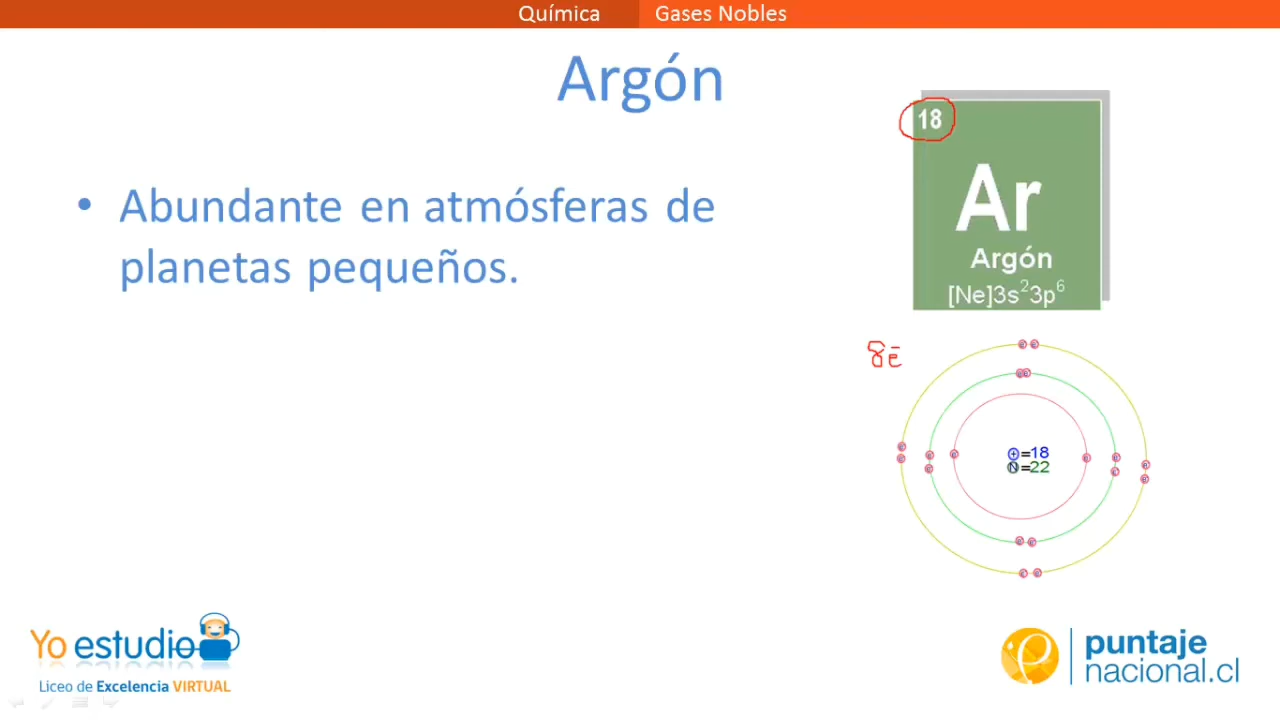 Química
Gases Nobles
Argón
• Abundante en atmósferas de
planetas pequeños.
18
Ar
Argón
[Ne]3s²3p⁶
8ē
+=18
N=22
Yo estudio
Liceo de Excelencia VIRTUAL
puntaje
nacional.cl